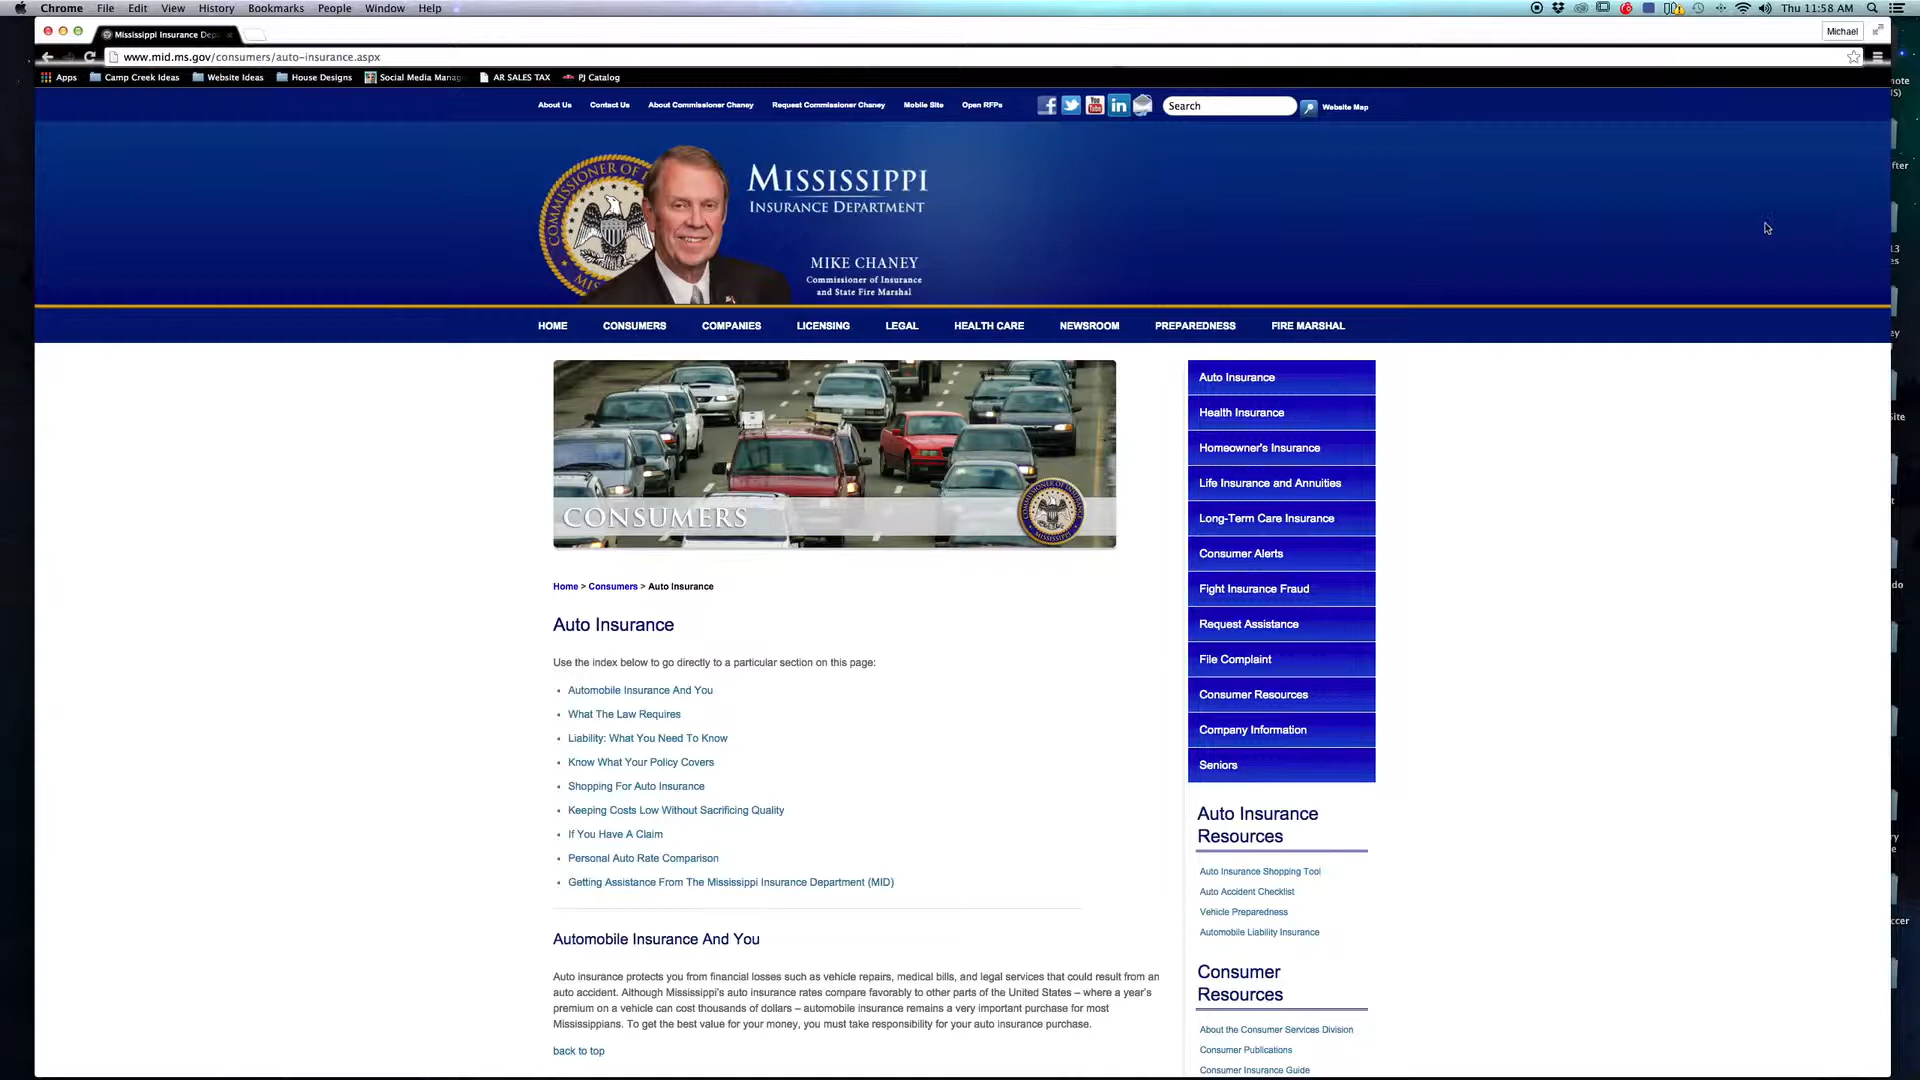 Chrome File Edit View History Bookmarks People Window Help Thu 11:58 AM
Mississippi Insurance Dep Michael
www.mid.ms.gov/consumers/auto-insurance.aspx
Apps Camp Creek Ideas Website Ideas House Designs Social Media Manag AR SALES TAX PJ Catalog
About Us Contact Us About Commissioner Chaney Request Commissioner Chaney Mobile Site Open RFPs Search Website Map
MISSISSIPPI
INSURANCE DEPARTMENT
MIKE CHANEY
Commissioner of Insurance
and State Fire Marshal
HOME CONSUMERS COMPANIES LICENSING LEGAL HEALTH CARE NEWSROOM PREPAREDNESS FIRE MARSHAL
CONSUMERS
Home > Consumers > Auto Insurance
Auto Insurance
Use the index below to go directly to a particular section on this page:
Automobile Insurance And You
What The Law Requires
Liability: What You Need To Know
Know What Your Policy Covers
Shopping For Auto Insurance
Keeping Costs Low Without Sacrificing Quality
If You Have A Claim
Personal Auto Rate Comparison
Getting Assistance From The Mississippi Insurance Department (MID)
Automobile Insurance And You
Auto insurance protects you from financial losses such as vehicle repairs, medical bills, and legal services that could result from an
auto accident. Although Mississippi's auto insurance rates compare favorably to other parts of the United States – where a year's
premium on a vehicle can cost thousands of dollars – automobile insurance remains a very important purchase for most
Mississippians. To get the best value for your money, you must take responsibility for your auto insurance purchase.
back to top
Auto Insurance
Health Insurance
Homeowner's Insurance
Life Insurance and Annuities
Long-Term Care Insurance
Consumer Alerts
Fight Insurance Fraud
Request Assistance
File Complaint
Consumer Resources
Company Information
Seniors
Auto Insurance
Resources
Auto Insurance Shopping Tool
Auto Accident Checklist
Vehicle Preparedness
Automobile Liability Insurance
Consumer
Resources
About the Consumer Services Division
Consumer Publications
Consumer Insurance Guide